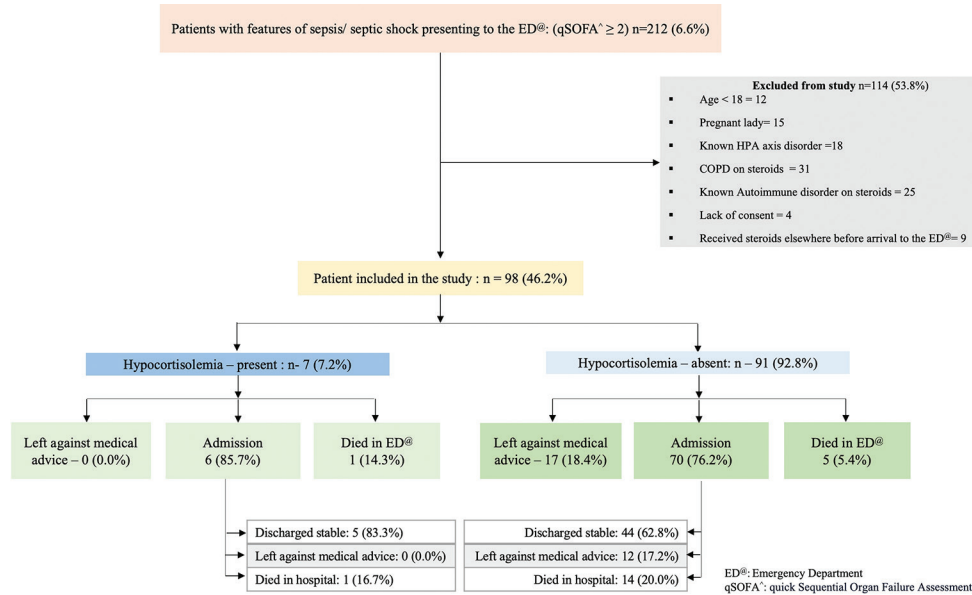 Patients with features of sepsis/ septic shock presenting to the ED@: (qSOFA^ ≥ 2) n=212 (6.6%)
Excluded from study n=114 (53.8%)
▪ Age < 18 = 12
▪ Pregnant lady= 15
▪ Known HPA axis disorder =18
▪ COPD on steroids = 31
▪ Known Autoimmune disorder on steroids = 25
▪ Lack of consent = 4
▪ Received steroids elsewhere before arrival to the ED@= 9
Patient included in the study : n = 98 (46.2%)
Hypocortisolemia – present : n- 7 (7.2%)
Hypocortisolemia – absent: n – 91 (92.8%)
Left against medical
advice – 0 (0.0%)
Admission
6 (85.7%)
Died in ED@
1 (14.3%)
Left against medical
advice – 17 (18.4%)
Admission
70 (76.2%)
Died in ED@
5 (5.4%)
Discharged stable: 5 (83.3%)
Left against medical advice: 0 (0.0%)
Died in hospital: 1 (16.7%)
Discharged stable: 44 (62.8%)
Left against medical advice: 12 (17.2%)
Died in hospital: 14 (20.0%)
ED@: Emergency Department
qSOFA^: quick Sequential Organ Failure Assessment